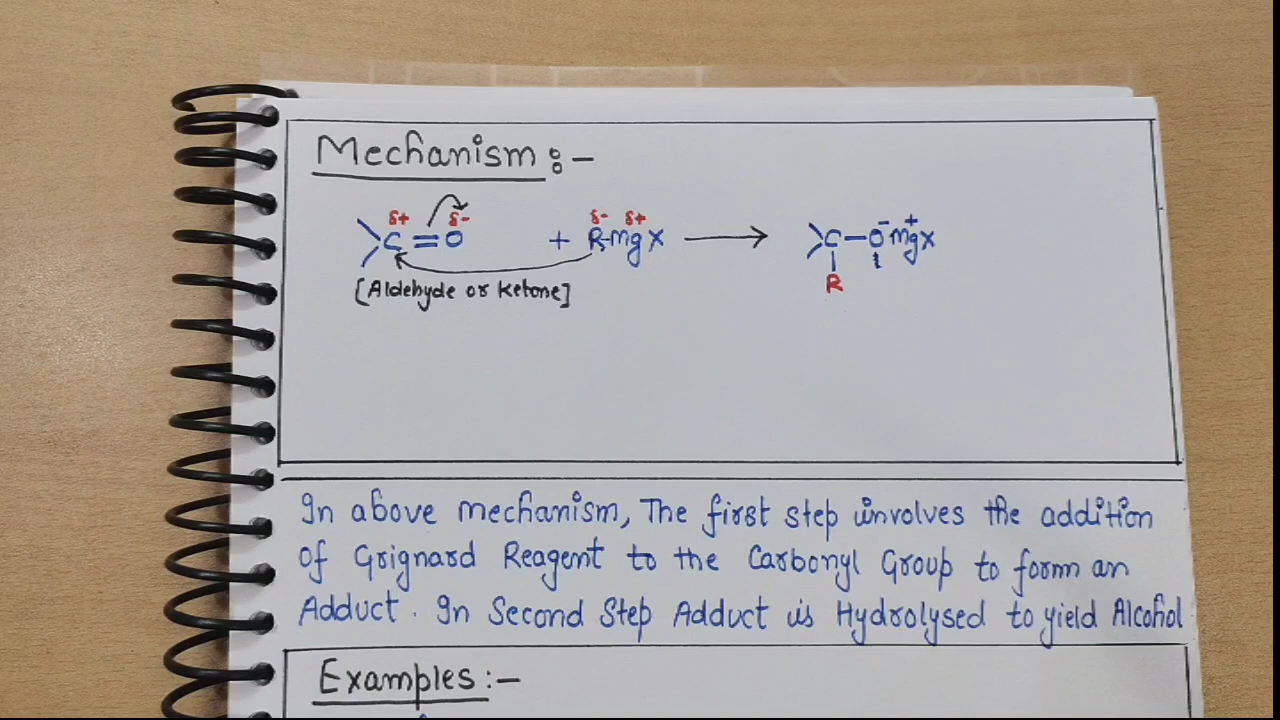 Mechanism :-
δ+ δ- δ- δ+
C=O + R-MgX ⟶ C-O⁻ Mg⁺X
R
[Aldehyde or Ketone]
In above mechanism, The first step involves the addition
of Grignard Reagent to the Carbonyl Group to form an
Adduct. In Second Step Adduct is Hydrolysed to yield Alcohol
Examples :-